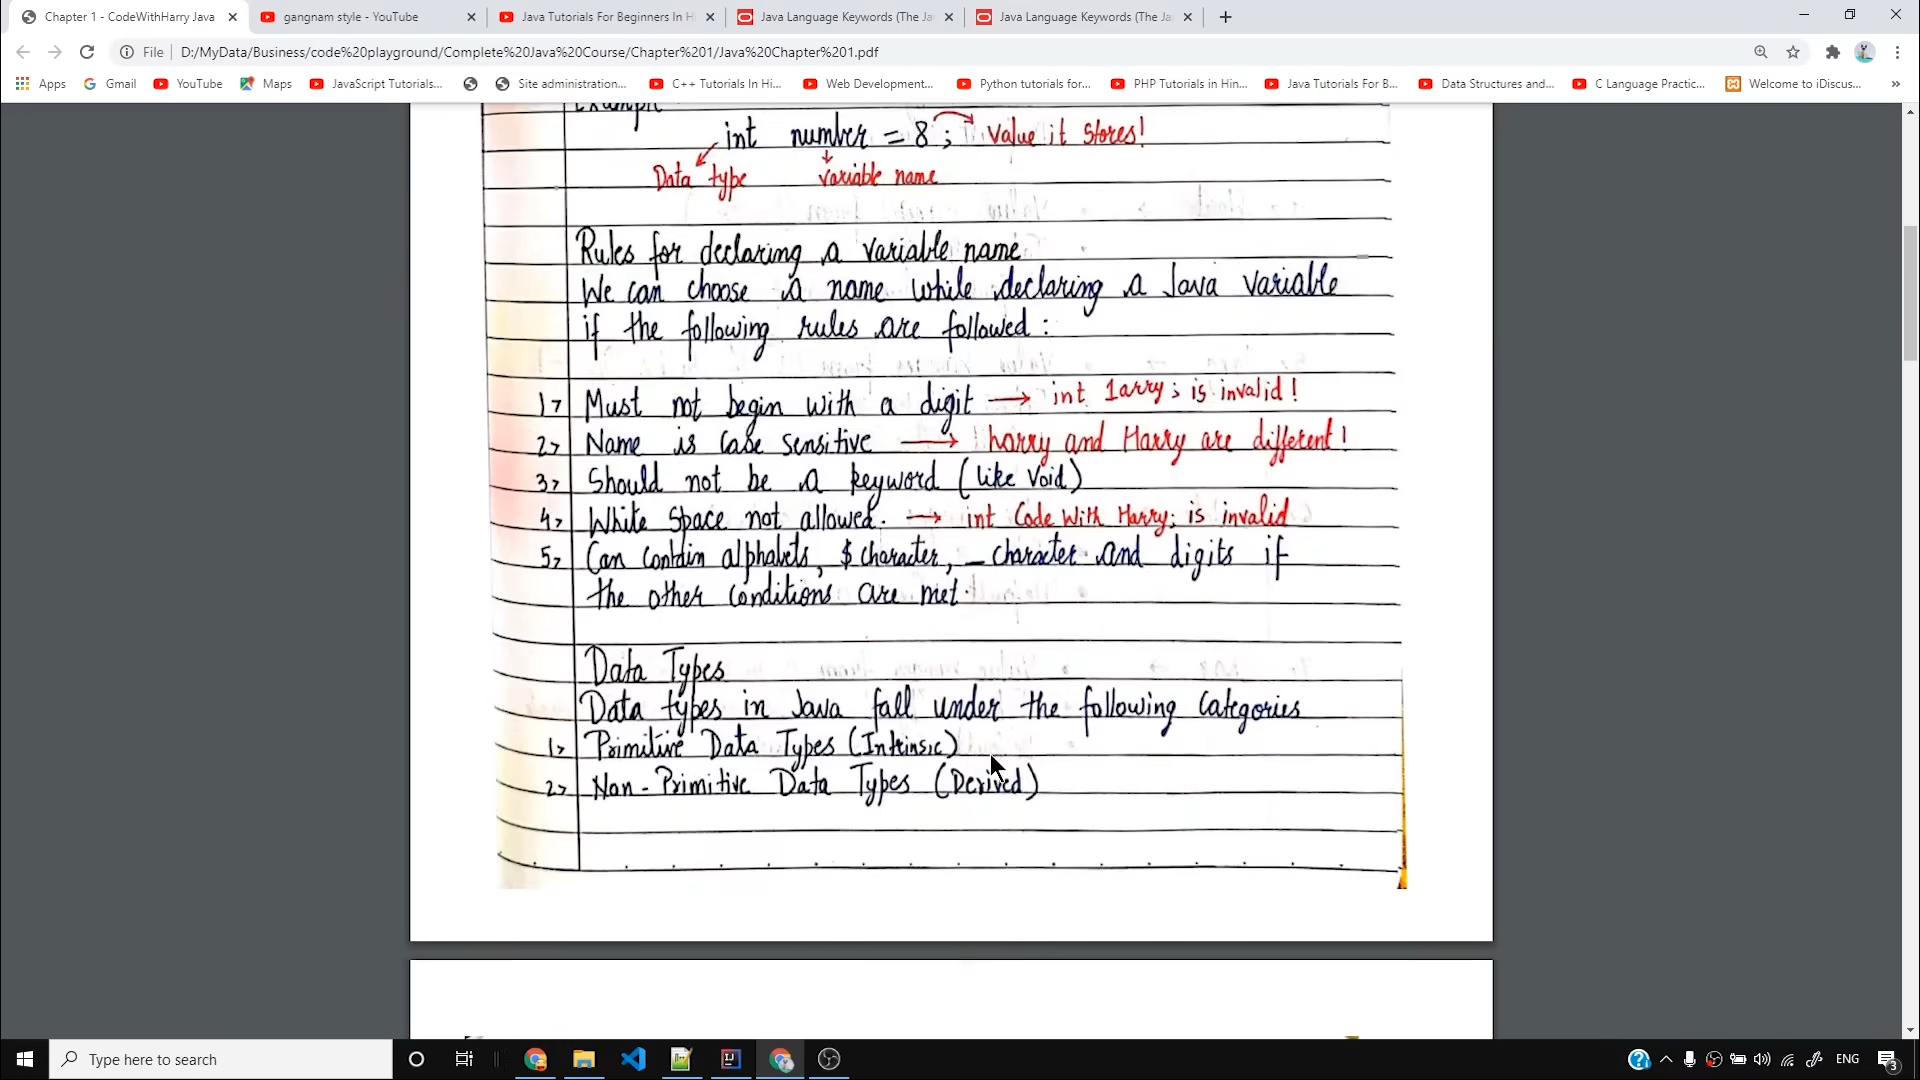 Chapter 1 - CodeWithHarry Java
gangnam style - YouTube
Java Tutorials For Beginners In H
Java Language Keywords (The Ja
Java Language Keywords (The Ja
File
D:/MyData/Business/code%20playground/Complete%20Java%20Course/Chapter%201/Java%20Chapter%201.pdf
Apps
Gmail
YouTube
Maps
JavaScript Tutorials...
Site administration...
C++ Tutorials In Hi...
Web Development...
Python tutorials for...
PHP Tutorials in Hin...
Java Tutorials For B...
Data Structures and...
C Language Practic...
Welcome to iDiscus...
»
Example
int number = 8 ; Value it Stores!
Data type variable name
Rules for declaring a variable name
We can choose a name while declaring a Java variable
if the following rules are followed :
1> Must not begin with a digit → int 1arry; is invalid!
2> Name is case sensitive → harry and Harry are different!
3> Should not be a keyword (like Void)
4> White space not allowed. → int Code With Harry; is invalid
5> Can contain alphabets, $ character, _ character and digits if
the other conditions are met.
Data Types
Data types in Java fall under the following categories
1> Primitive Data Types (Intrinsic)
2> Non-Primitive Data Types (Derived)
Type here to search
ENG
3